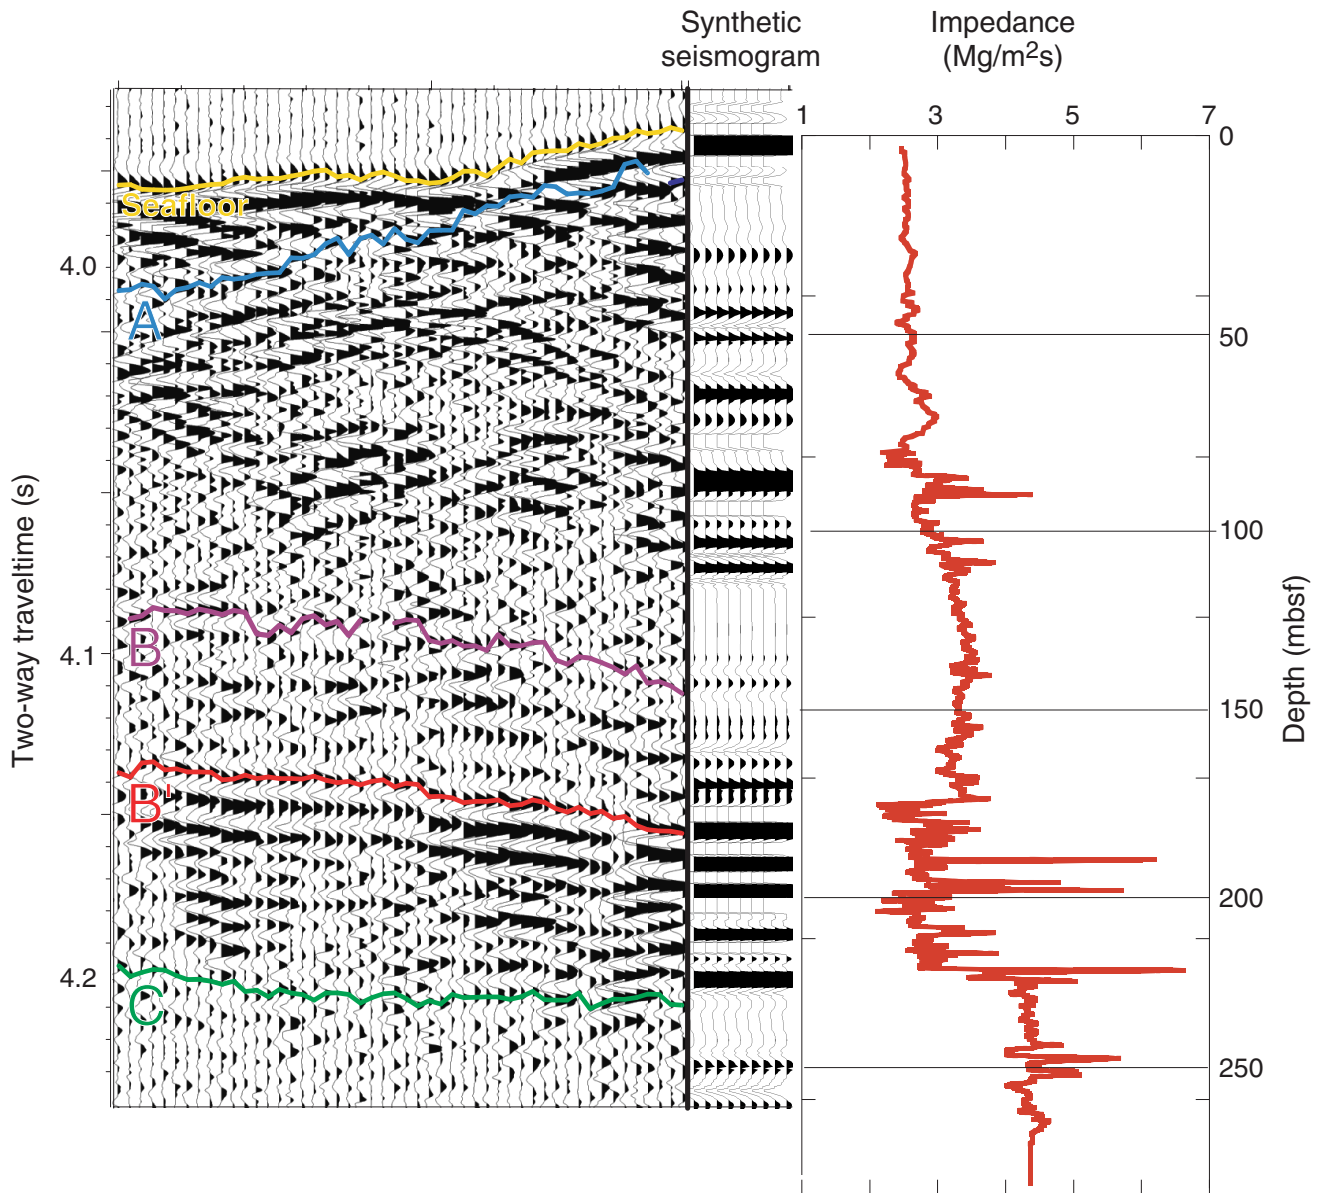 Synthetic
seismogram
Impedance
(Mg/m2s)
1
3
5
7
0
Seafloor
4.0
A
50
100
Two-way traveltime (s)
B
4.1
Depth (mbsf)
150
B'
200
4.2
C
250